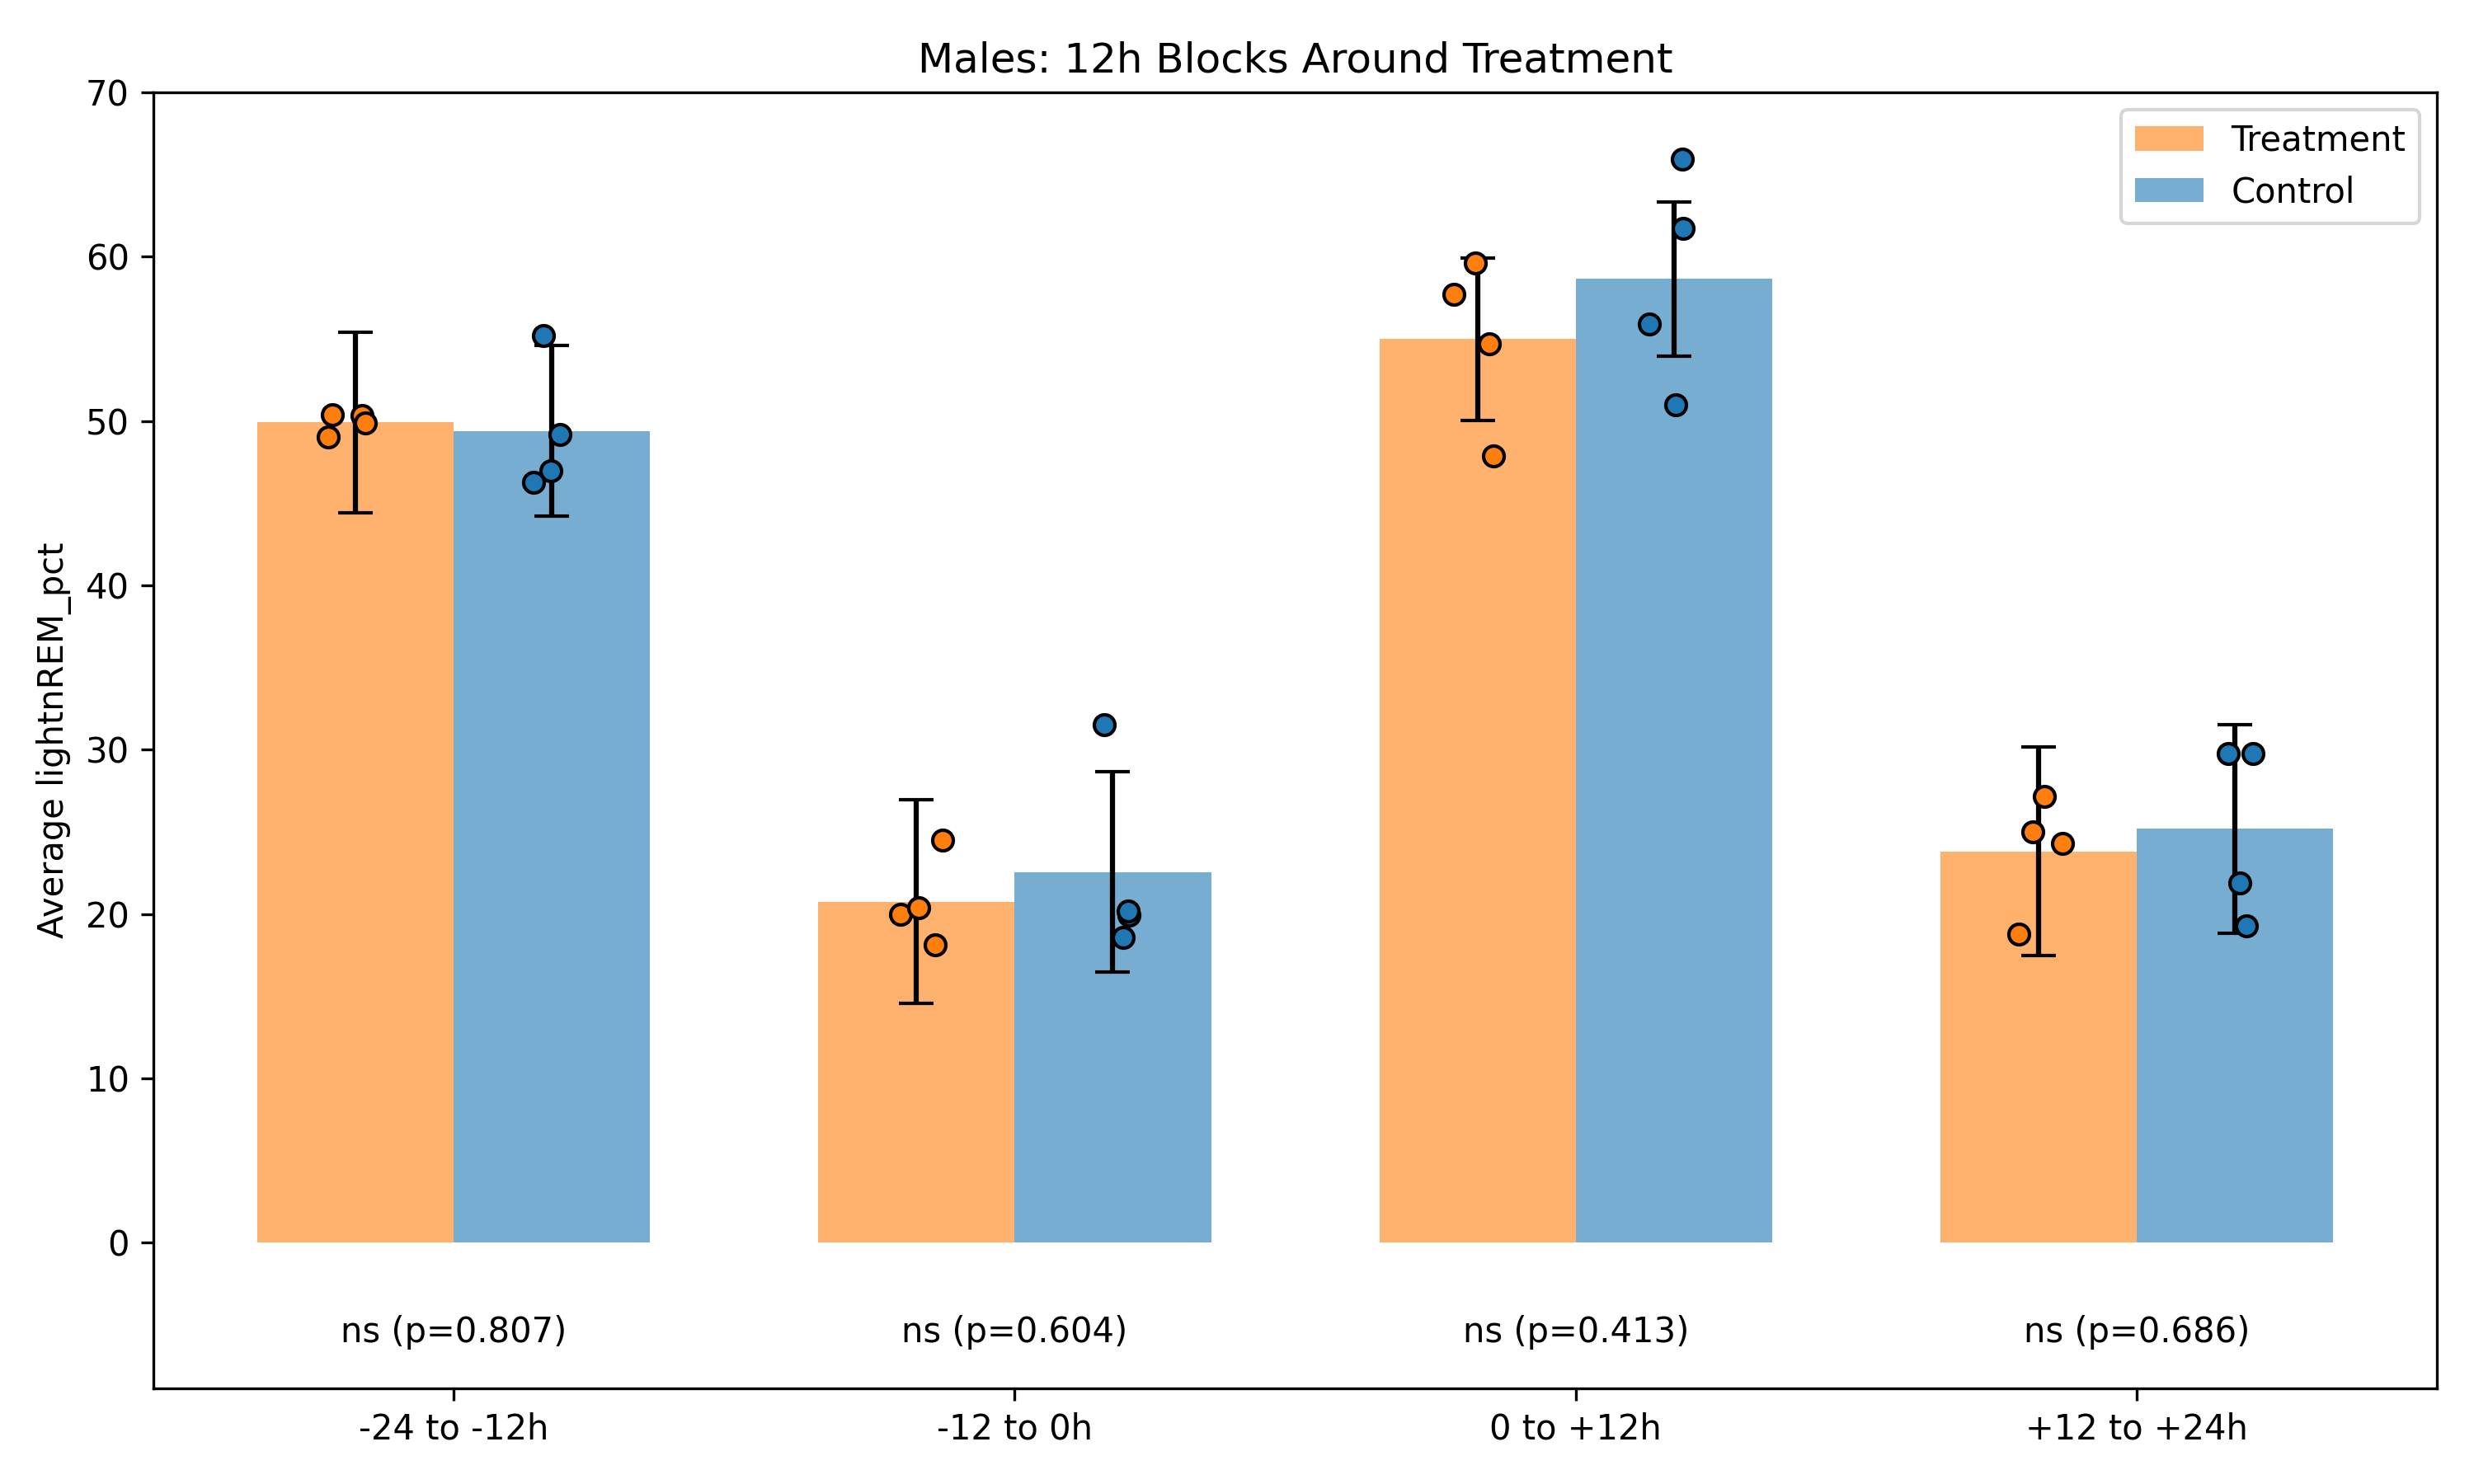 Males: 12h Blocks Around Treatment
Treatment
Control
Average lightnREM_pct
70
60
50
40
30
20
10
0
ns (p=0.807)
ns (p=0.604)
ns (p=0.413)
ns (p=0.686)
-24 to -12h
-12 to 0h
0 to +12h
+12 to +24h